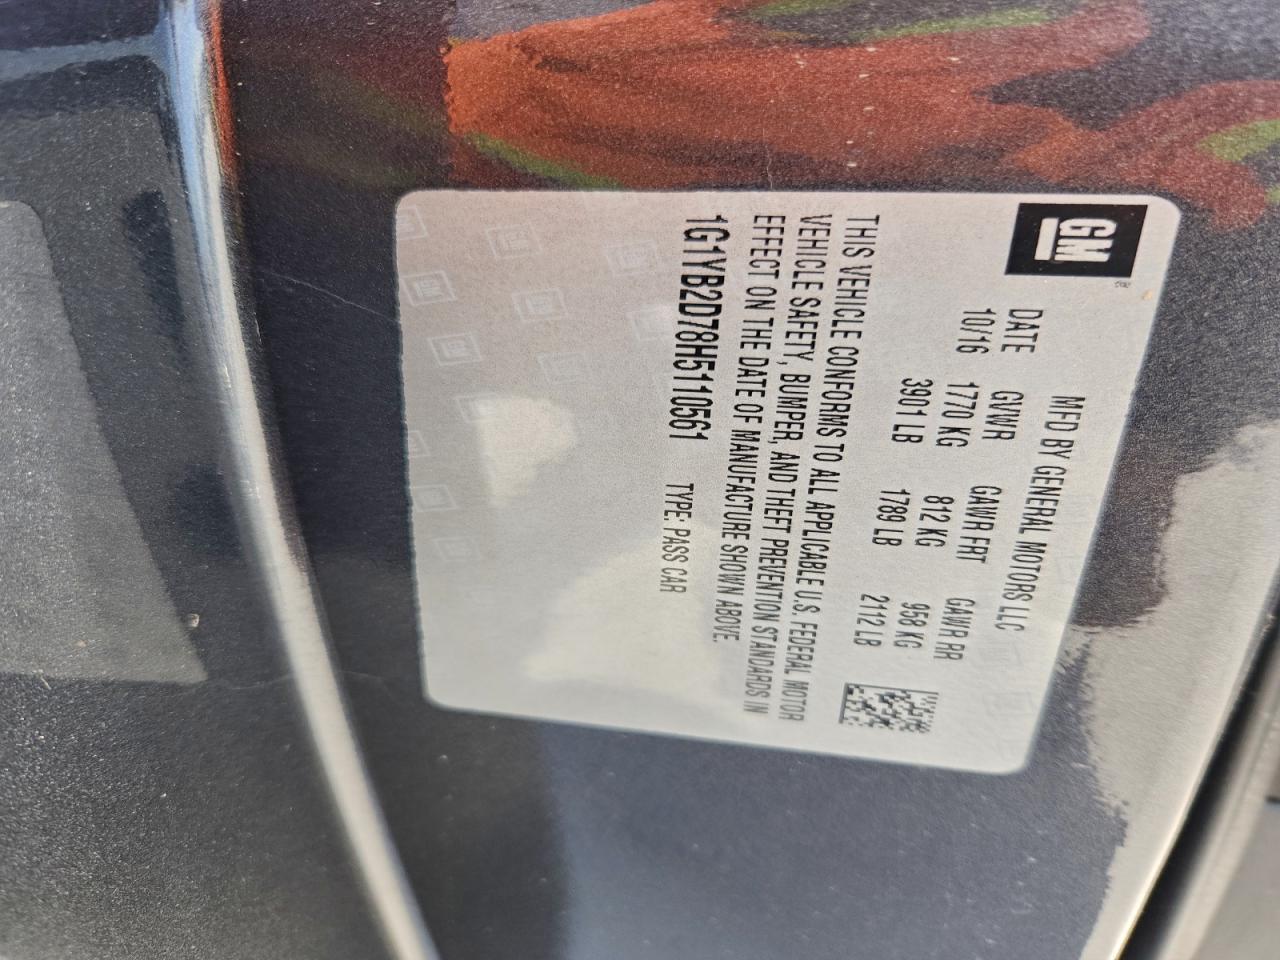 GM
MFD BY GENERAL MOTORS LLC
DATE GVWR GAWR FRT GAWR RR
10/16 1770 KG 812 KG 958 KG
3901 LB 1789 LB 2112 LB
THIS VEHICLE CONFORMS TO ALL APPLICABLE U.S. FEDERAL MOTOR
VEHICLE SAFETY, BUMPER, AND THEFT PREVENTION STANDARDS IN
EFFECT ON THE DATE OF MANUFACTURE SHOWN ABOVE.
1G1YB2D78H5110561 TYPE: PASS CAR